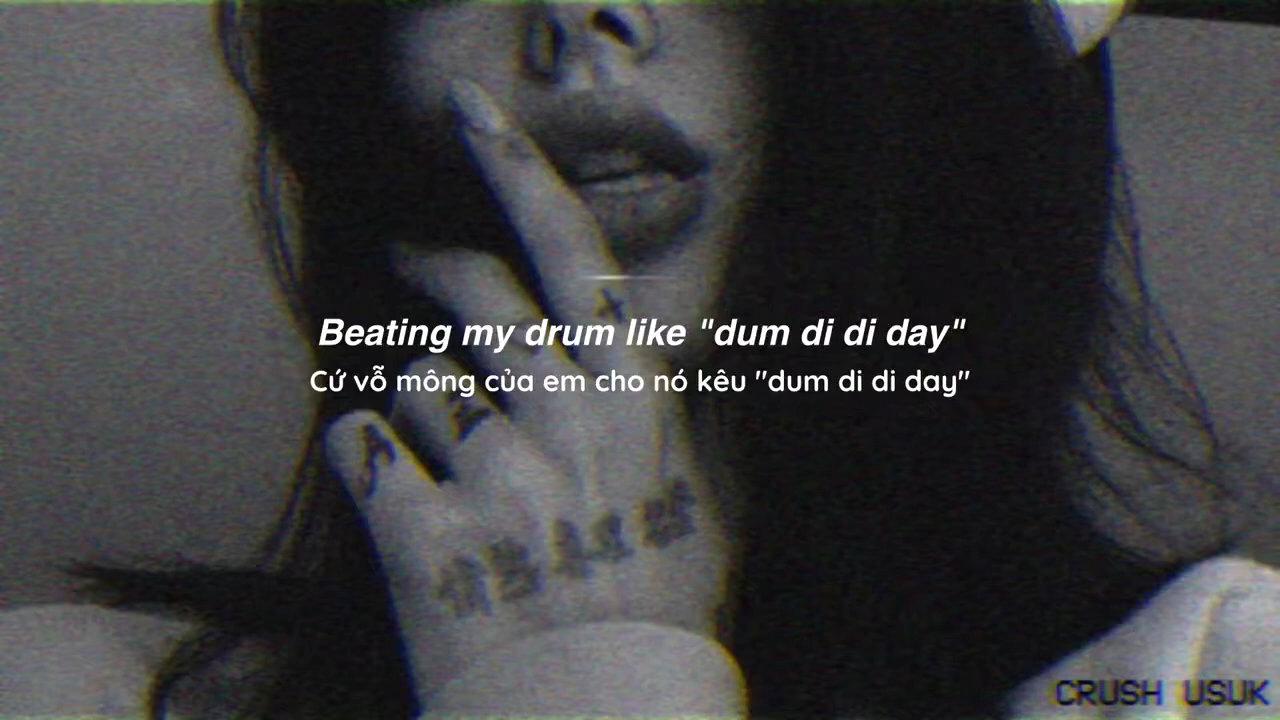 Beating my drum like "dum di di day"
Cứ vỗ mông của em cho nó kêu "dum di di day"
CRUSH USUK